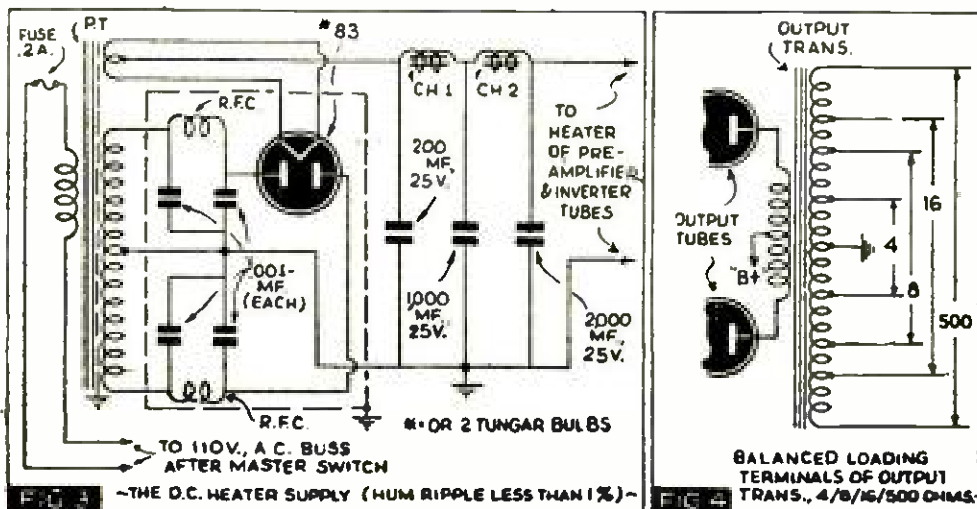 FUSE
.2A.
P.T
* 83
R.F.C
CH 1
CH 2
200
MF.
25V.
TO
HEATER
OF PRE-
AMPLIFIER
& INVERTER
TUBES
.001-
MF.
(EACH)
1,000
MF.
25V.
2,000
MF.
25V.
R.F.C.
*-OR 2 TUNGAR BULBS
TO 110V., A.C. BUSS
AFTER MASTER SWITCH
FIG 3
~THE D.C. HEATER SUPPLY (HUM RIPPLE LESS THAN 1%)~
OUTPUT
TRANS.
OUTPUT
TUBES
"B+"
16
4
8
500
BALANCED LOADING
TERMINALS OF OUTPUT
FIG 4
TRANS., 4/8/16/500 OHMS.